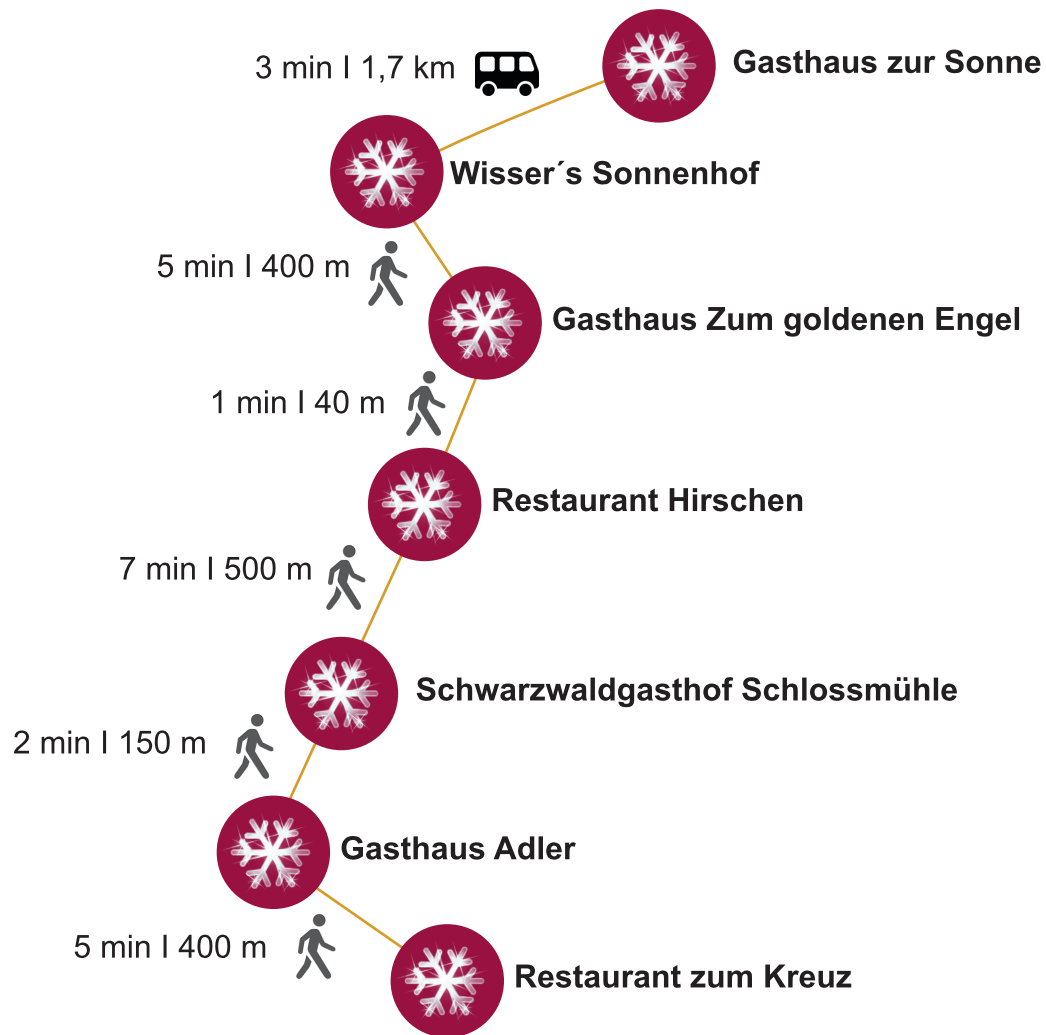 3 min I 1,7 km
Gasthaus zur Sonne
Wisser´s Sonnenhof
5 min I 400 m
Gasthaus Zum goldenen Engel
1 min I 40 m
Restaurant Hirschen
7 min I 500 m
Schwarzwaldgasthof Schlossmühle
2 min I 150 m
Gasthaus Adler
5 min I 400 m
Restaurant zum Kreuz